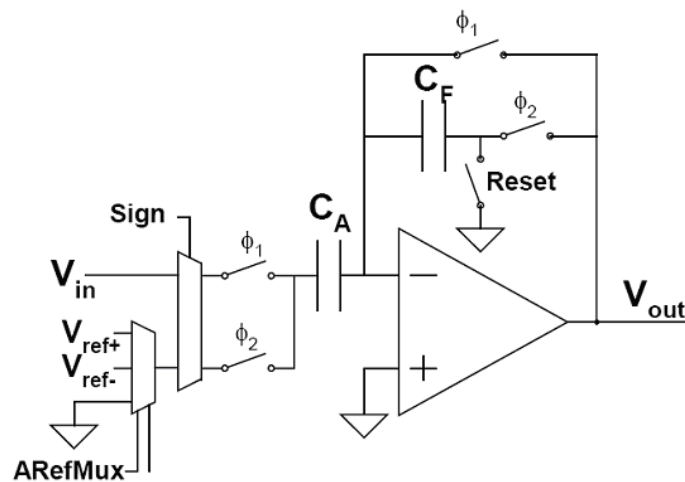 ϕ1
CF
ϕ2
Reset
Sign
CA
ϕ1
Vin
Vout
Vref+
ϕ2
Vref-
ARefMux